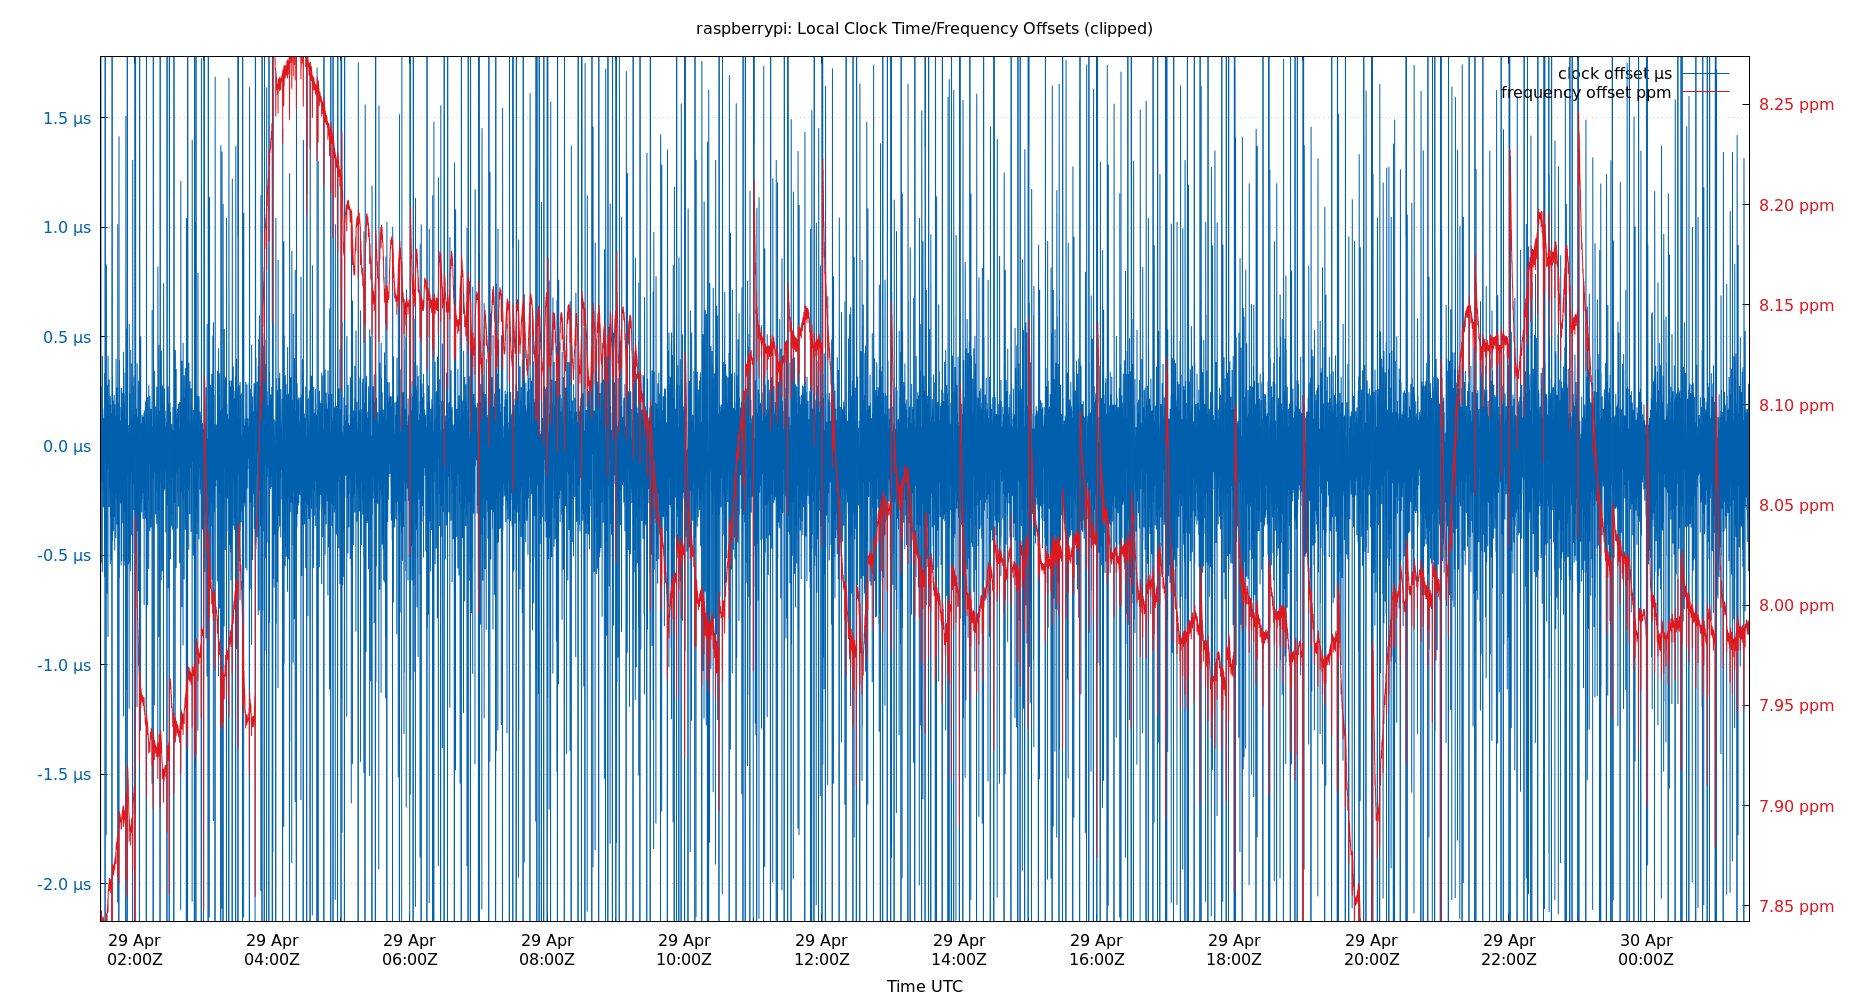 raspberrypi: Local Clock Time/Frequency Offsets (clipped)
clock offset µs
frequency offset ppm
1.5 µs
1.0 µs
0.5 µs
0.0 µs
-0.5 µs
-1.0 µs
-1.5 µs
-2.0 µs
8.25 ppm
8.20 ppm
8.15 ppm
8.10 ppm
8.05 ppm
8.00 ppm
7.95 ppm
7.90 ppm
7.85 ppm
29 Apr 29 Apr 29 Apr 29 Apr 29 Apr 29 Apr 29 Apr 29 Apr 29 Apr 29 Apr 29 Apr 30 Apr
02:00Z 04:00Z 06:00Z 08:00Z 10:00Z 12:00Z 14:00Z 16:00Z 18:00Z 20:00Z 22:00Z 00:00Z
Time UTC